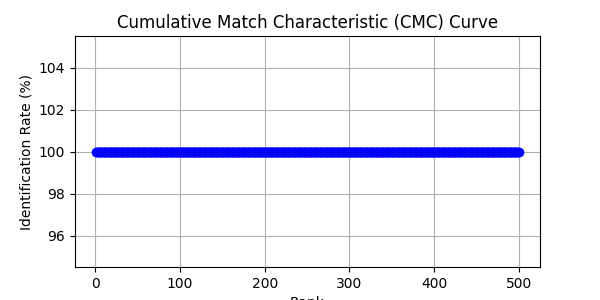 Cumulative Match Characteristic (CMC) Curve
Identification Rate (%)
104
102
100
98
96
0 100 200 300 400 500
Rank